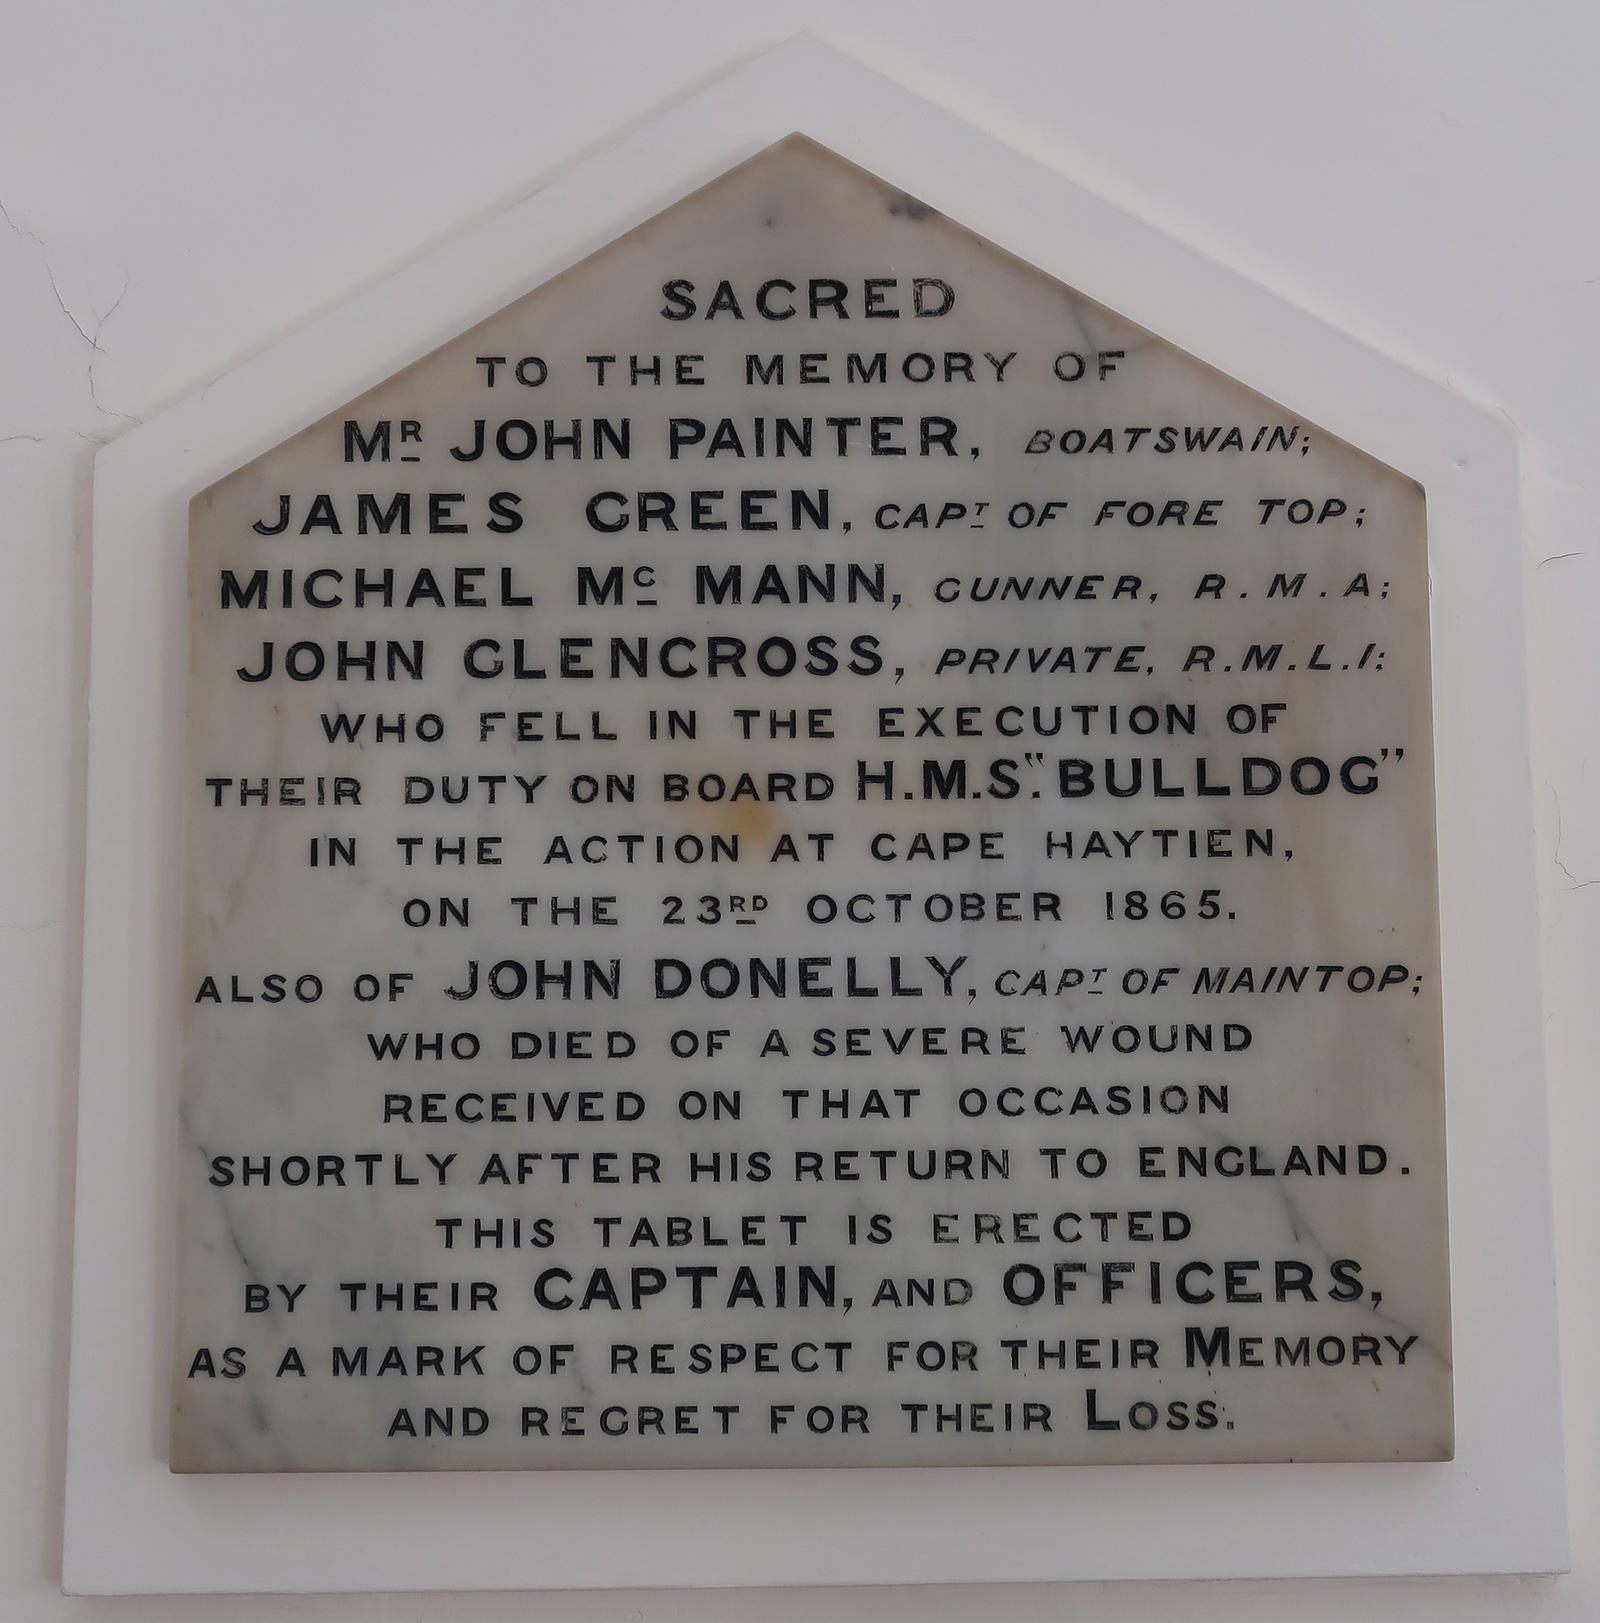 SACRED
TO THE MEMORY OF
MR JOHN PAINTER, BOATSWAIN;
JAMES GREEN, CAPT OF FORE TOP;
MICHAEL MC MANN, GUNNER, R.M.A;
JOHN GLENCROSS, PRIVATE, R.M.L.I;
WHO FELL IN THE EXECUTION OF
THEIR DUTY ON BOARD H.M.S. "BULLDOG"
IN THE ACTION AT CAPE HAYTIEN,
ON THE 23RD OCTOBER 1865.
ALSO OF JOHN DONELLY, CAPT OF MAINTOP;
WHO DIED OF A SEVERE WOUND
RECEIVED ON THAT OCCASION
SHORTLY AFTER HIS RETURN TO ENGLAND.
THIS TABLET IS ERECTED
BY THEIR CAPTAIN, AND OFFICERS,
AS A MARK OF RESPECT FOR THEIR MEMORY
AND REGRET FOR THEIR LOSS.